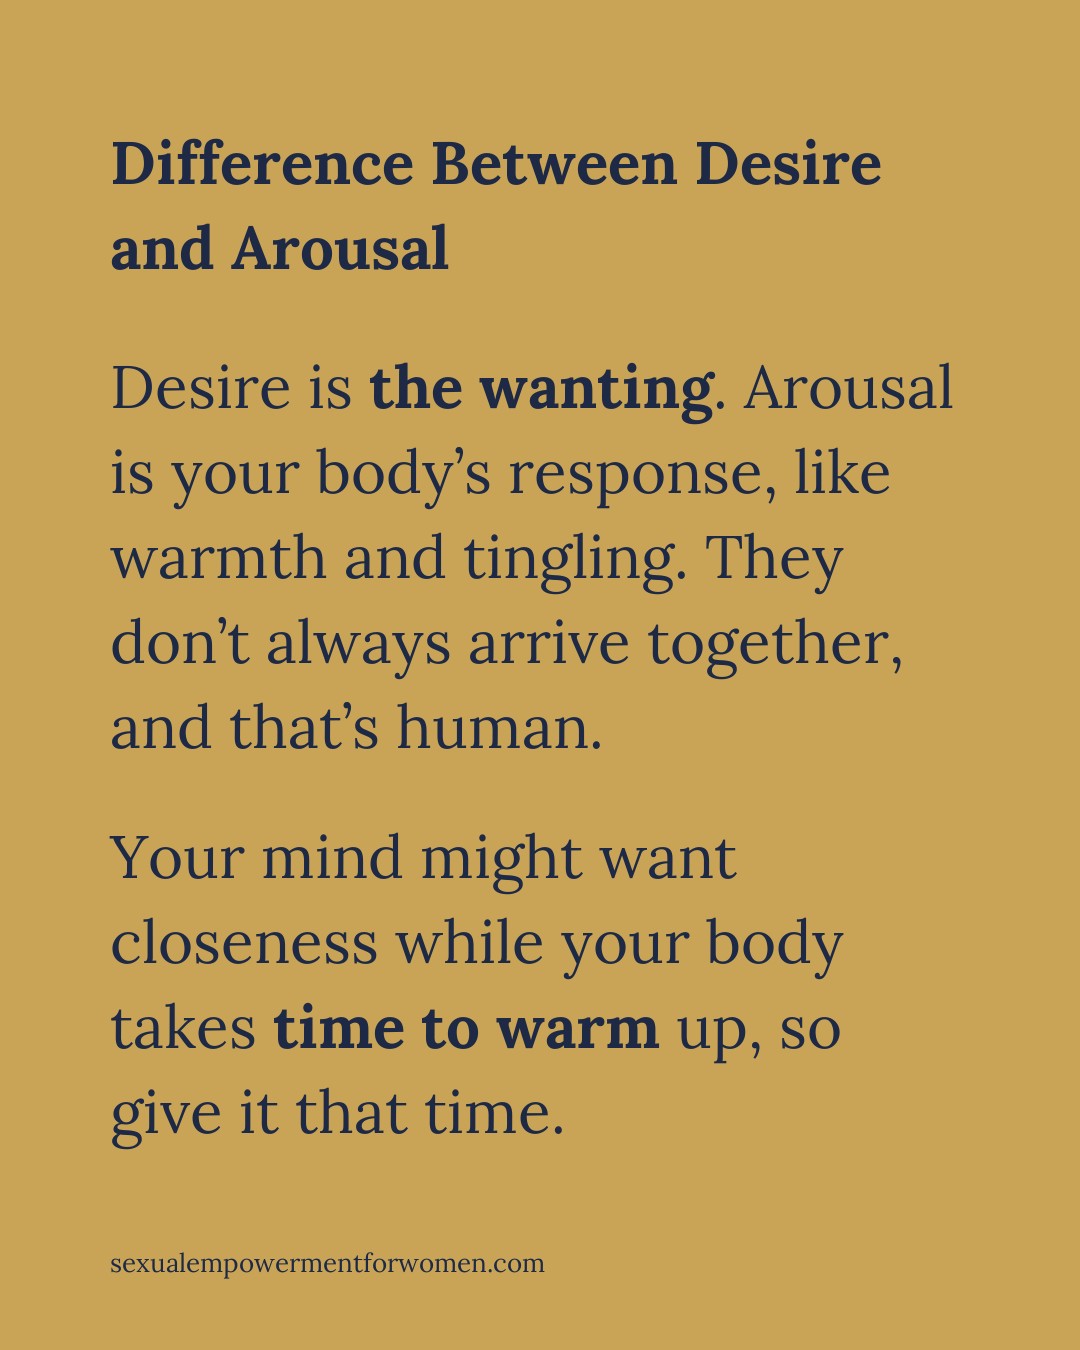 Difference Between Desire
and Arousal
Desire is the wanting. Arousal
is your body’s response, like
warmth and tingling. They
don’t always arrive together,
and that’s human.
Your mind might want
closeness while your body
takes time to warm up, so
give it that time.
sexualempowermentforwomen.com